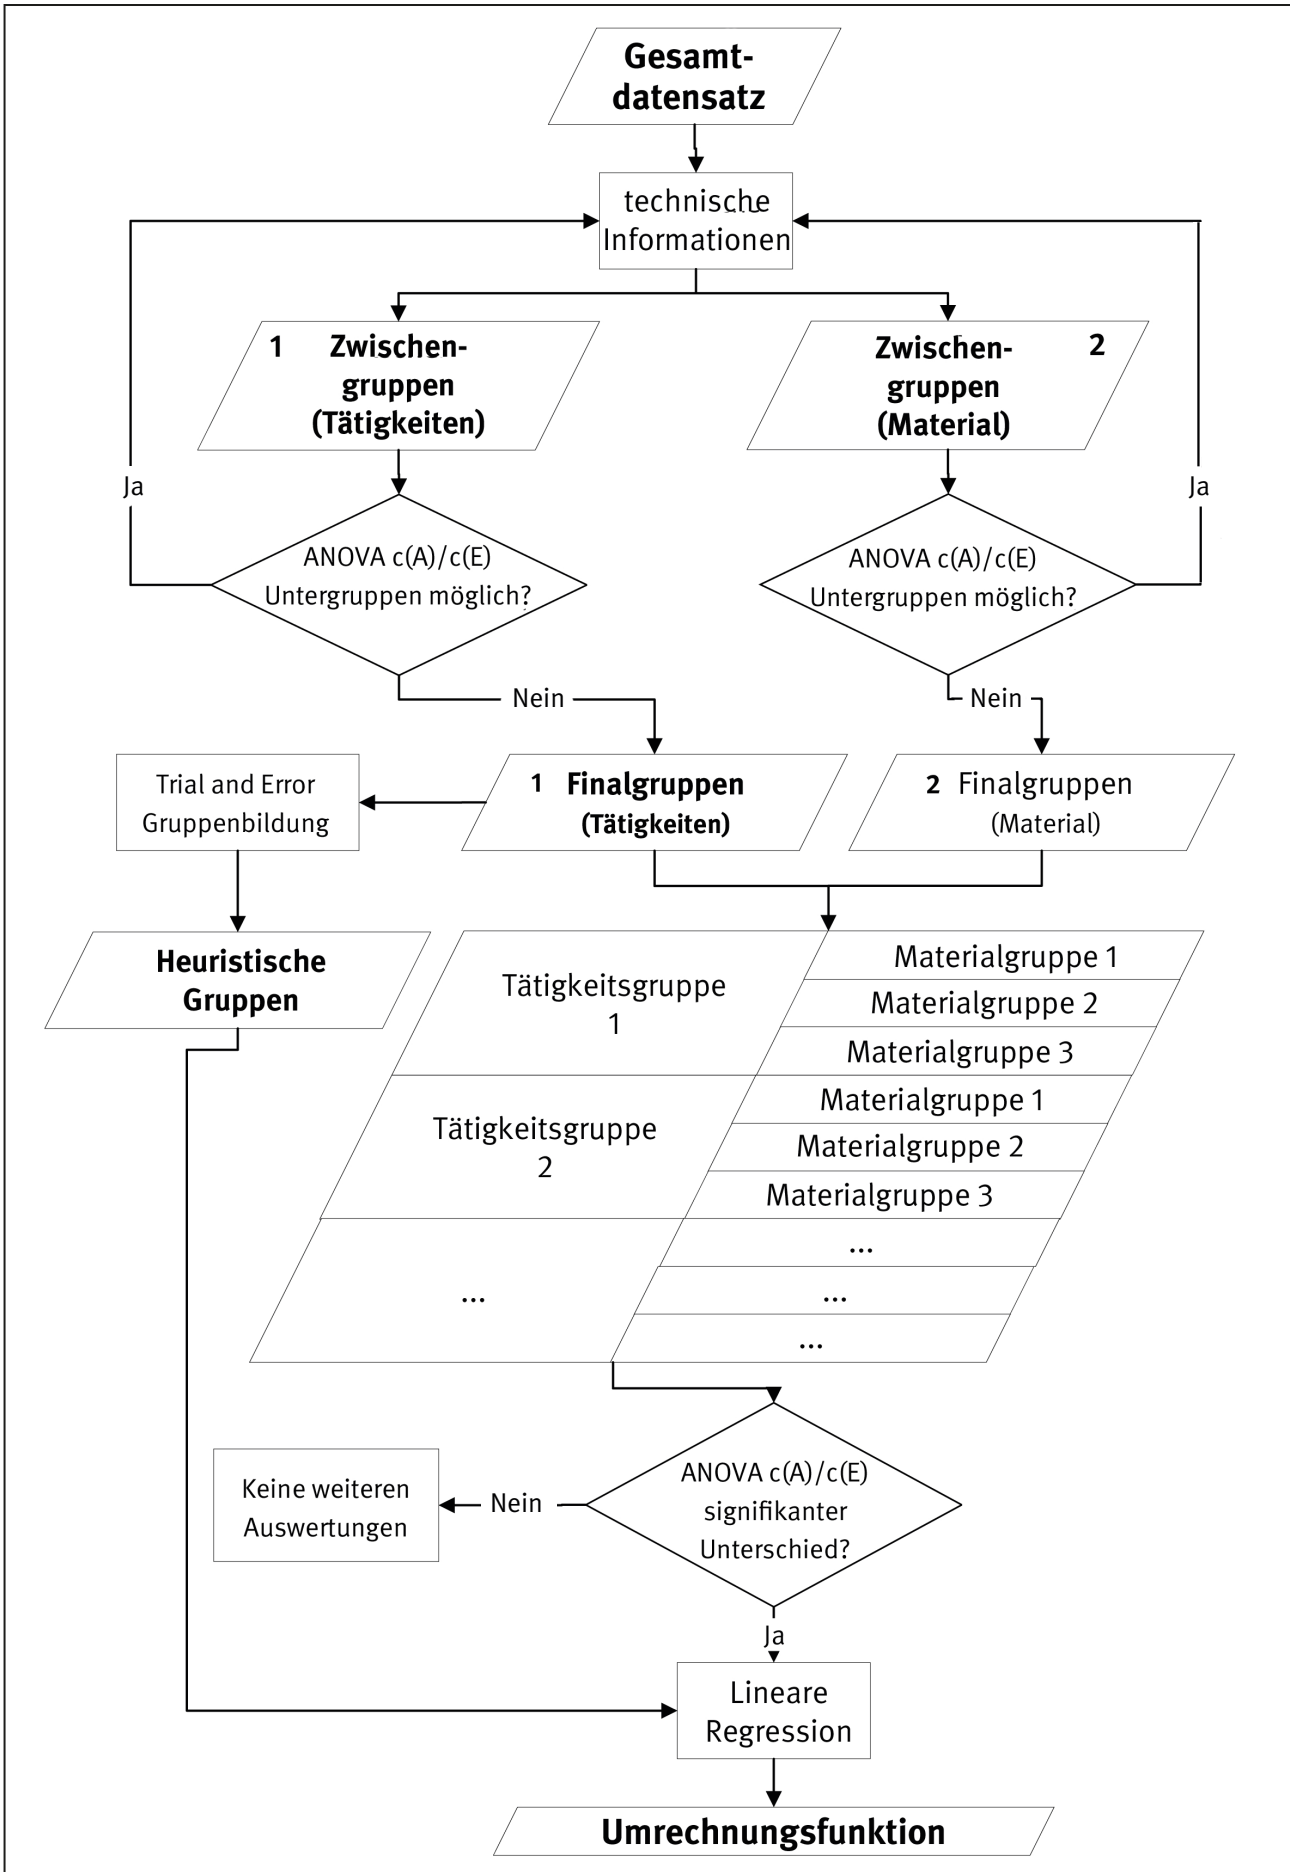 Gesamt-
datensatz
technische
Informationen
1
Zwischen-
gruppen
(Tätigkeiten)
Zwischen-
gruppen
(Material)
2
Ja
ANOVA c(A)/c(E)
Untergruppen möglich?
ANOVA c(A)/c(E)
Untergruppen möglich?
Ja
Nein
Nein
Trial and Error
Gruppenbildung
1 Finalgruppen
(Tätigkeiten)
2 Finalgruppen
(Material)
Heuristische
Gruppen
Tätigkeitsgruppe
1
Materialgruppe 1
Materialgruppe 2
Materialgruppe 3
Tätigkeitsgruppe
2
Materialgruppe 1
Materialgruppe 2
Materialgruppe 3
...
...
...
...
ANOVA c(A)/c(E)
signifikanter
Unterschied?
Nein
Keine weiteren
Auswertungen
Ja
Lineare
Regression
Umrechnungsfunktion